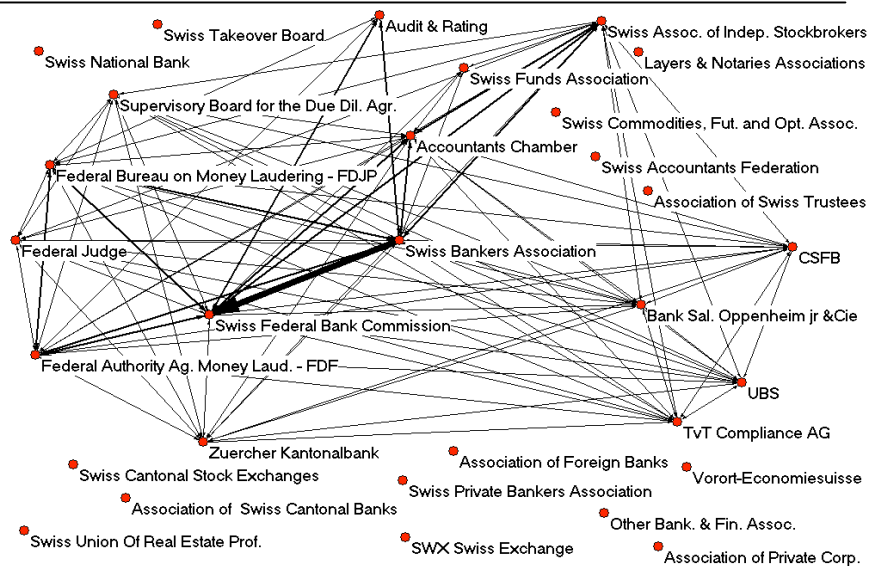 Audit & Rating
Swiss Takeover Board
Swiss Assoc. of Indep. Stockbrokers
Swiss National Bank
Layers & Notaries Associations
Swiss Funds Association
Supervisory Board for the Due Dil. Agr.
Swiss Commodities, Fut. and Opt. Assoc.
Accountants Chamber
Swiss Accountants Federation
Federal Bureau on Money Laudering - FDJP
Association of Swiss Trustees
Federal Judge
Swiss Bankers Association
CSFB
Bank Sal. Oppenheim jr &Cie
Swiss Federal Bank Commission
Federal Authority Ag. Money Laud. - FDF
UBS
TvT Compliance AG
Zuercher Kantonalbank
Association of Foreign Banks
Swiss Cantonal Stock Exchanges
Vorort-Economiesuisse
Swiss Private Bankers Association
Association of Swiss Cantonal Banks
Other Bank. & Fin. Assoc.
Swiss Union Of Real Estate Prof.
SWX Swiss Exchange
Association of Private Corp.